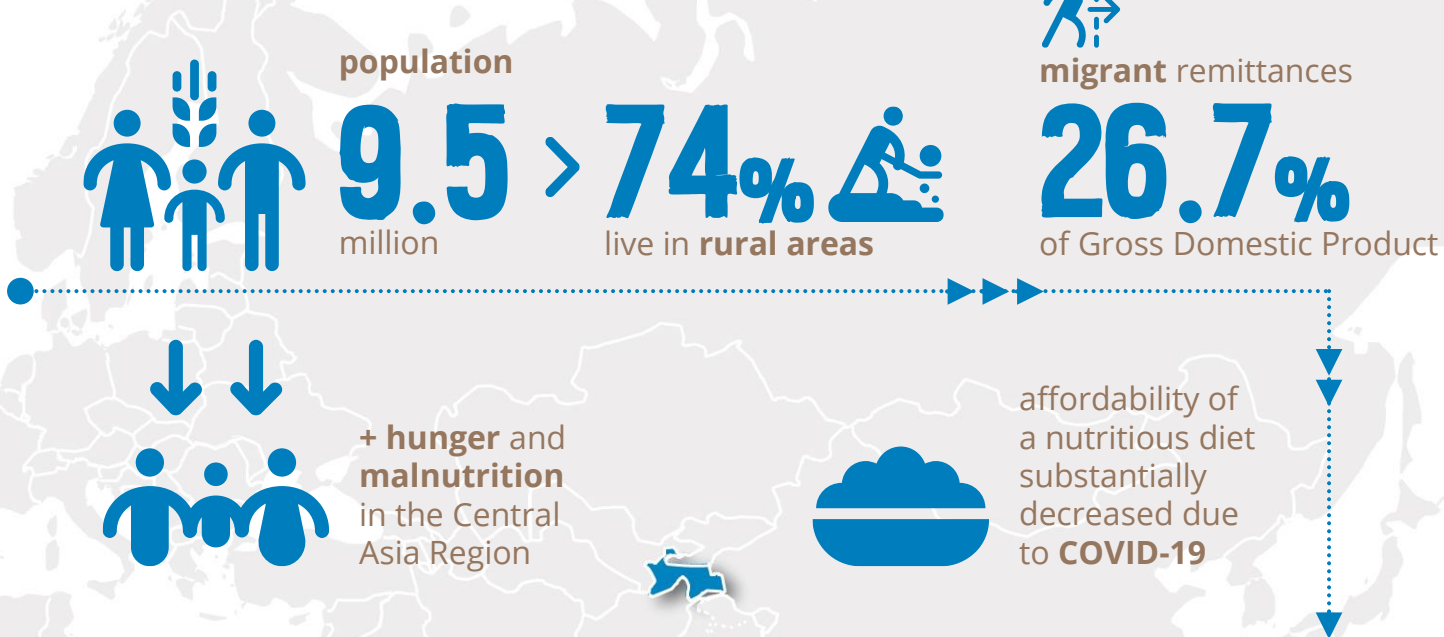 population
9.5 > 74%
million
live in rural areas
migrant remittances
26.7%
of Gross Domestic Product
+ hunger and
malnutrition
in the Central
Asia Region
affordability of
a nutritious diet
substantially
decreased due
to COVID-19